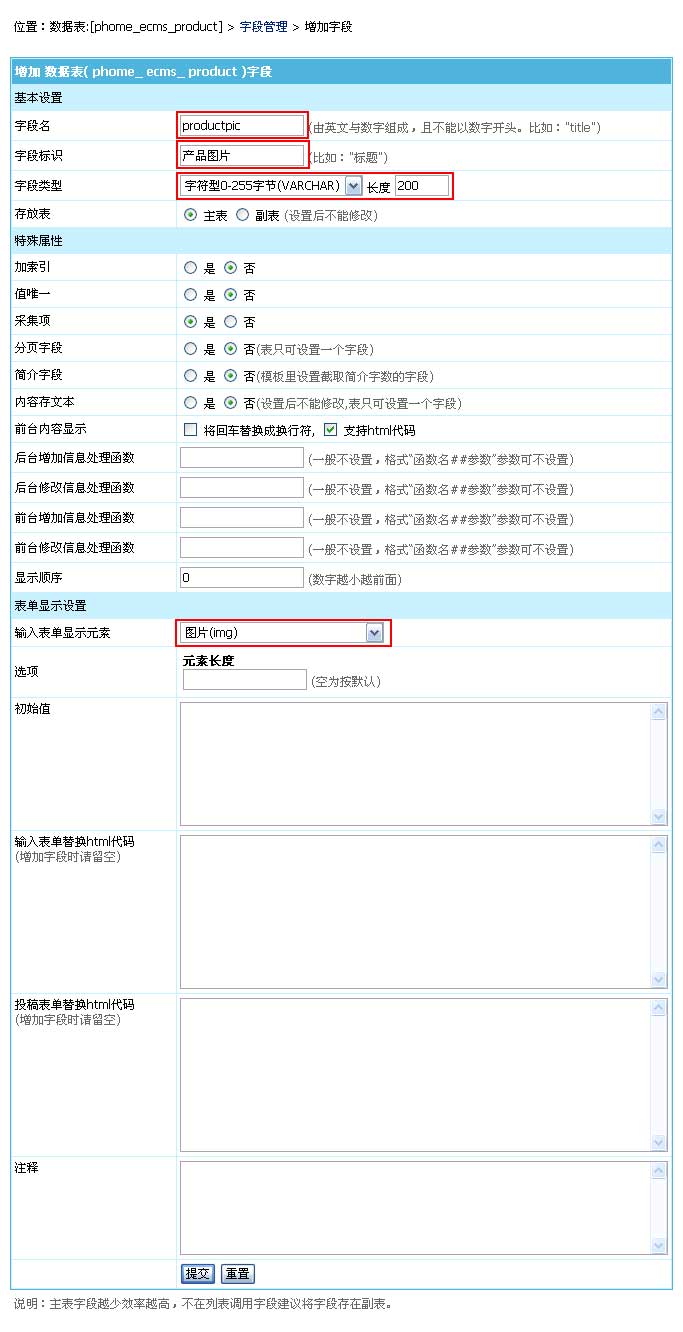 位置：数据表:[phome_ecms_product] > 字段管理 > 增加字段
增加 数据表( phome_ ecms_ product )字段
基本设置
字段名 productpic (由英文与数字组成，且不能以数字开头。比如："title")
字段标识 产品图片 (比如："标题")
字段类型 字符型0-255字节(VARCHAR) 长度 200
存放表 主表 副表 (设置后不能修改)
特殊属性
加索引 是 否
值唯一 是 否
采集项 是 否
分页字段 是 否(表只可设置一个字段)
简介字段 是 否(模板里设置截取简介字数的字段)
内容存文本 是 否(设置后不能修改,表只可设置一个字段)
前台内容显示 将回车替换成换行符, 支持html代码
后台增加信息处理函数 (一般不设置，格式"函数名##参数"参数可不设置)
后台修改信息处理函数 (一般不设置，格式"函数名##参数"参数可不设置)
前台增加信息处理函数 (一般不设置，格式"函数名##参数"参数可不设置)
前台修改信息处理函数 (一般不设置，格式"函数名##参数"参数可不设置)
显示顺序 0 (数字越小越前面)
表单显示设置
输入表单显示元素 图片(img)
元素长度
选项 (空为按默认)
初始值
输入表单替换html代码
(增加字段时请留空)
投稿表单替换html代码
(增加字段时请留空)
注释
提交 重置
说明：主表字段越少效率越高，不在列表调用字段建议将字段存在副表。